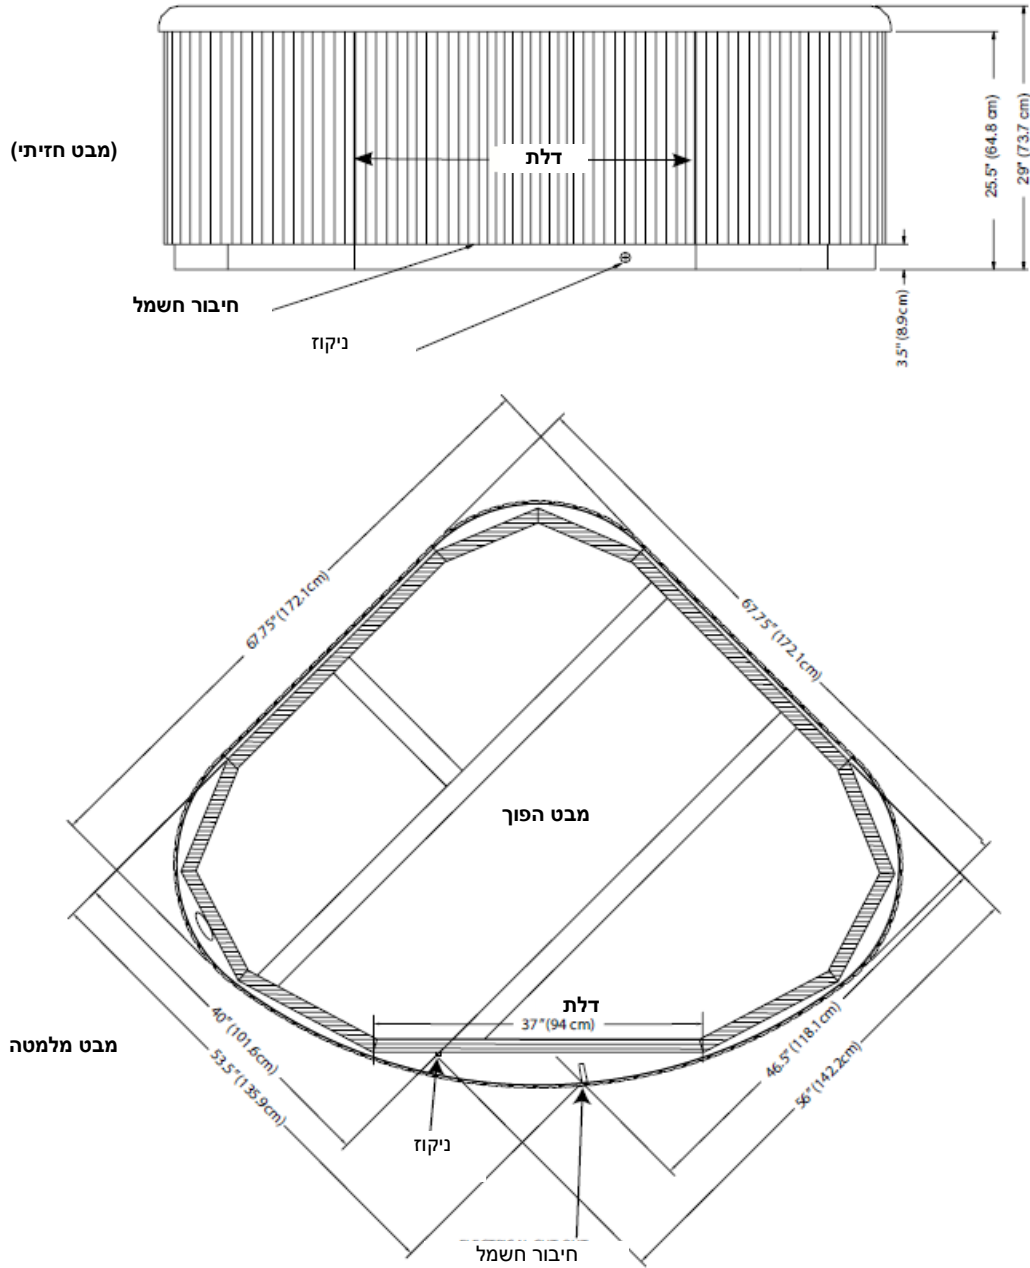 (מבט חזיתי)
דלת
25.5" (64.8 cm)
29" (73.7 cm)
3.5" (8.9cm)
חיבור חשמל
ניקוז
67.75" (172.1cm)
67.75" (172.1cm)
מבט הפוך
דלת
37" (94 cm)
מבט מלמטה
40" (101.6cm)
53.5" (135.9cm)
46.5" (118.1cm)
56" (142.2cm)
ניקוז
חיבור חשמל